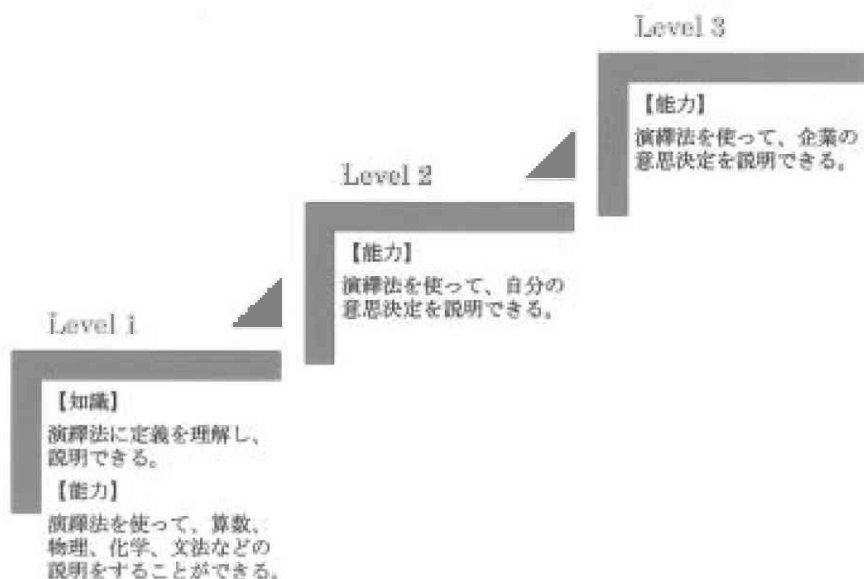 Level 1
【知識】
演繹法に定義を理解し、
説明できる。
【能力】
演繹法を使って、算数、
物理、化学、文法などの
説明をすることができる。
Level 2
【能力】
演繹法を使って、自分の
意思決定を説明できる。
Level 3
【能力】
演繹法を使って、企業の
意思決定を説明できる。